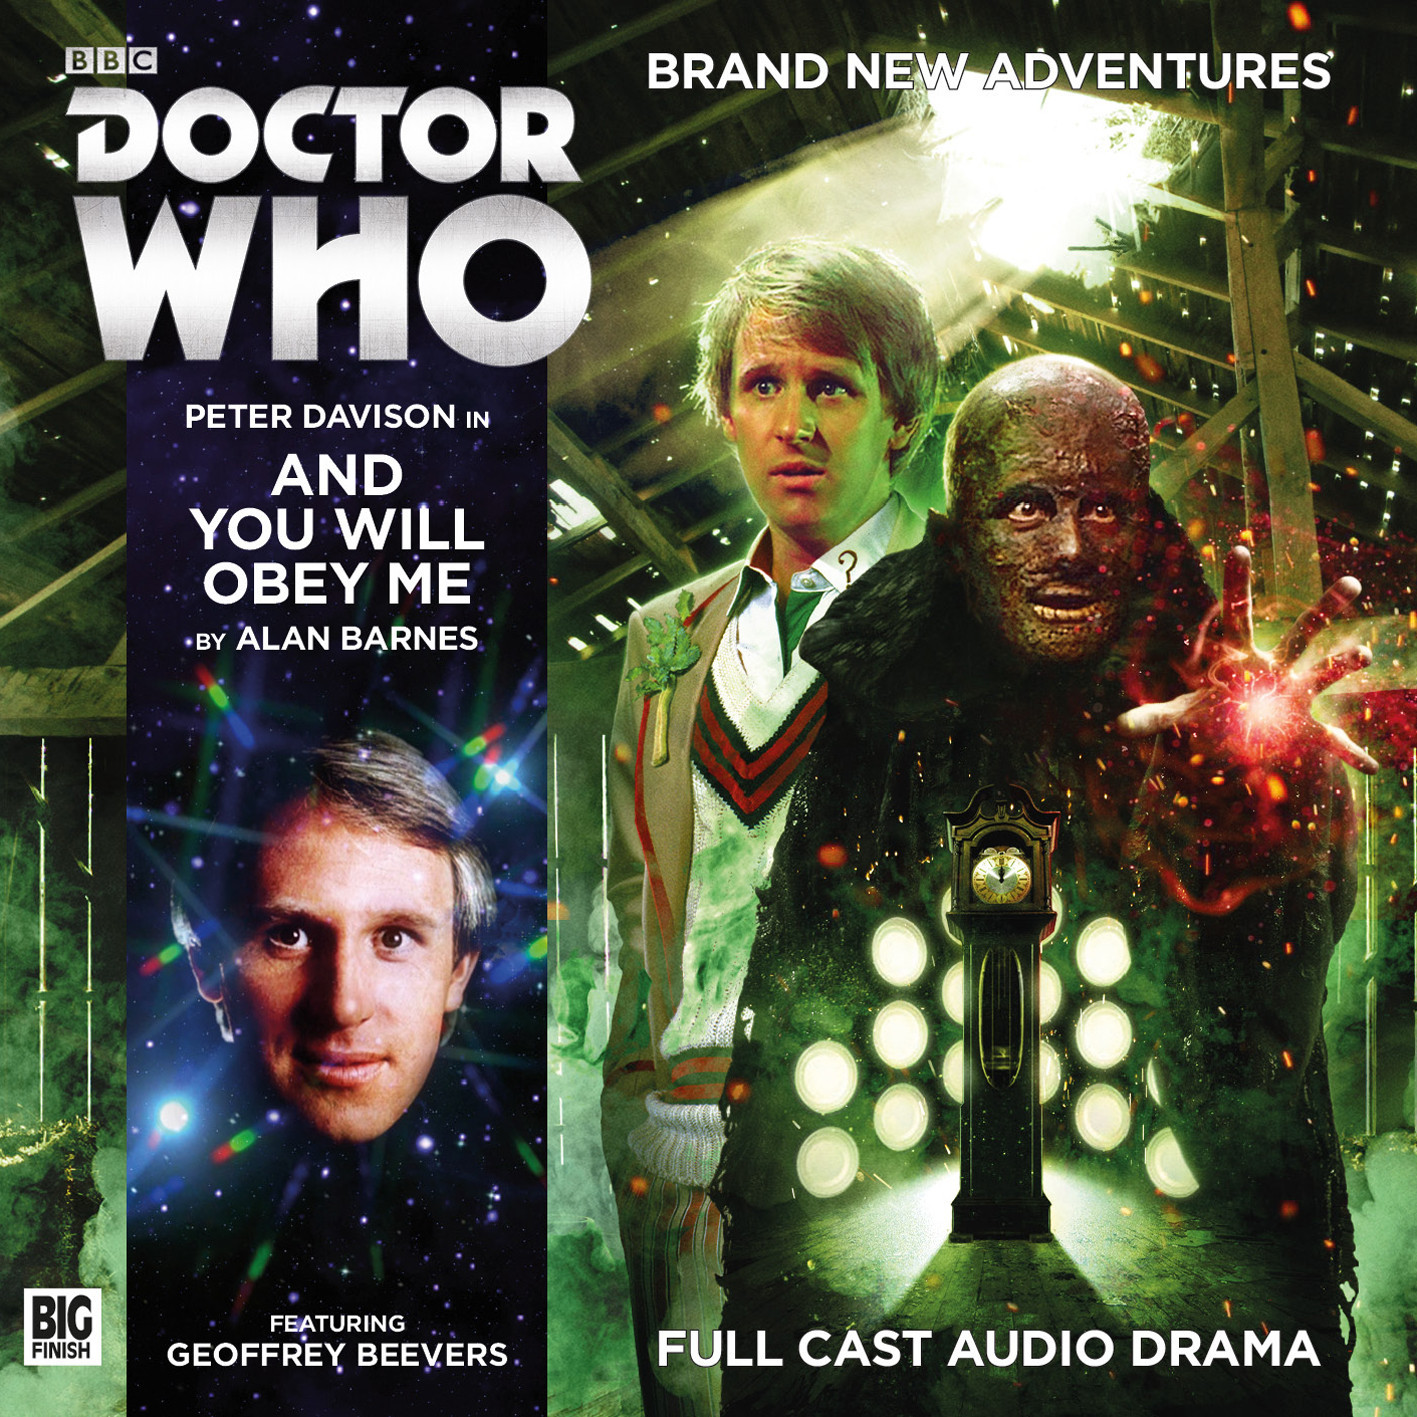 BBC
DOCTOR
WHO
BRAND NEW ADVENTURES
PETER DAVISON IN
AND
YOU WILL
OBEY ME
BY ALAN BARNES
?
FEATURING
GEOFFREY BEEVERS
BIG
FINISH
FULL CAST AUDIO DRAMA